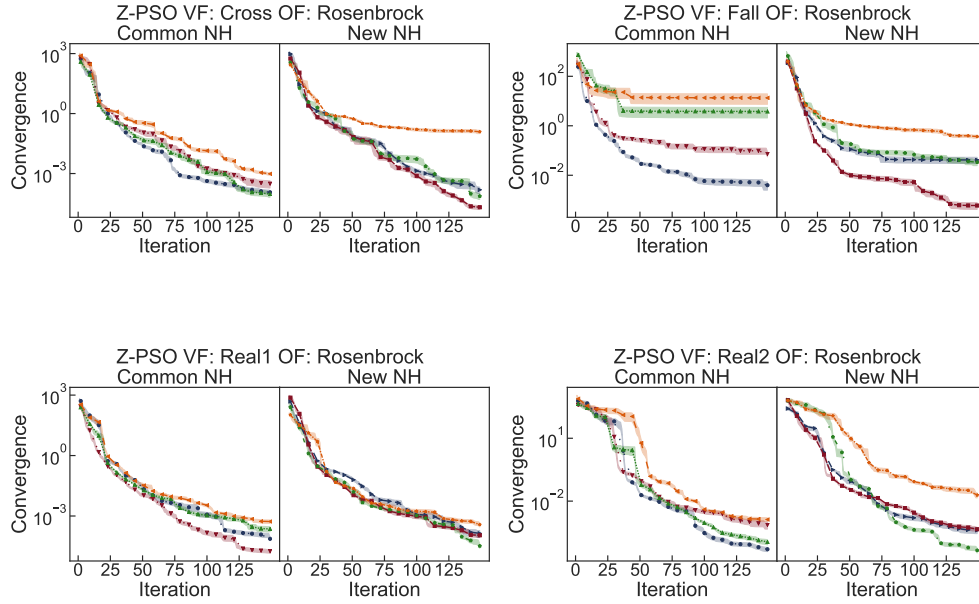 Z-PSO VF: Cross OF: Rosenbrock
Common NH New NH
10^3
10^0
10^-3
Convergence
0 25 50 75 100 125 0 25 50 75 100 125
Iteration Iteration
Z-PSO VF: Fall OF: Rosenbrock
Common NH New NH
10^2
10^0
10^-2
Convergence
0 25 50 75 100 125 0 25 50 75 100 125
Iteration Iteration
Z-PSO VF: Real1 OF: Rosenbrock
Common NH New NH
10^3
10^0
10^-3
Convergence
0 25 50 75 100 125 0 25 50 75 100 125
Iteration Iteration
Z-PSO VF: Real2 OF: Rosenbrock
Common NH New NH
10^1
10^-2
Convergence
0 25 50 75 100 125 0 25 50 75 100 125
Iteration Iteration